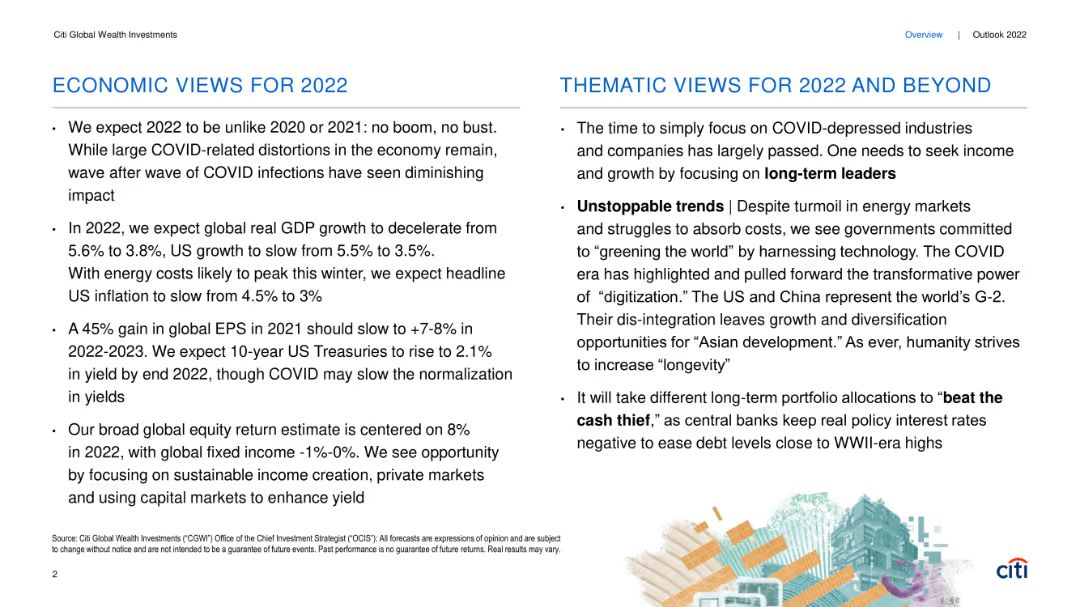 Citi Global Wealth Investments
Overview | Outlook 2022
ECONOMIC VIEWS FOR 2022
• We expect 2022 to be unlike 2020 or 2021: no boom, no bust.
While large COVID-related distortions in the economy remain,
wave after wave of COVID infections have seen diminishing
impact
• In 2022, we expect global real GDP growth to decelerate from
5.6% to 3.8%, US growth to slow from 5.5% to 3.5%.
With energy costs likely to peak this winter, we expect headline
US inflation to slow from 4.5% to 3%
• A 45% gain in global EPS in 2021 should slow to +7-8% in
2022-2023. We expect 10-year US Treasuries to rise to 2.1%
in yield by end 2022, though COVID may slow the normalization
in yields
• Our broad global equity return estimate is centered on 8%
in 2022, with global fixed income -1%-0%. We see opportunity
by focusing on sustainable income creation, private markets
and using capital markets to enhance yield
THEMATIC VIEWS FOR 2022 AND BEYOND
• The time to simply focus on COVID-depressed industries
and companies has largely passed. One needs to seek income
and growth by focusing on long-term leaders
• Unstoppable trends | Despite turmoil in energy markets
and struggles to absorb costs, we see governments committed
to “greening the world” by harnessing technology. The COVID
era has highlighted and pulled forward the transformative power
of “digitization.” The US and China represent the world’s G-2.
Their dis-integration leaves growth and diversification
opportunities for “Asian development.” As ever, humanity strives
to increase “longevity”
• It will take different long-term portfolio allocations to “beat the
cash thief,” as central banks keep real policy interest rates
negative to ease debt levels close to WWII-era highs
Source: Citi Global Wealth Investments (“CGWI”) Office of the Chief Investment Strategist (“OCIS”); All forecasts are expressions of opinion and are subject
to change without notice and are not intended to be a guarantee of future events. Past performance is no guarantee of future returns. Real results may vary.
2
citi